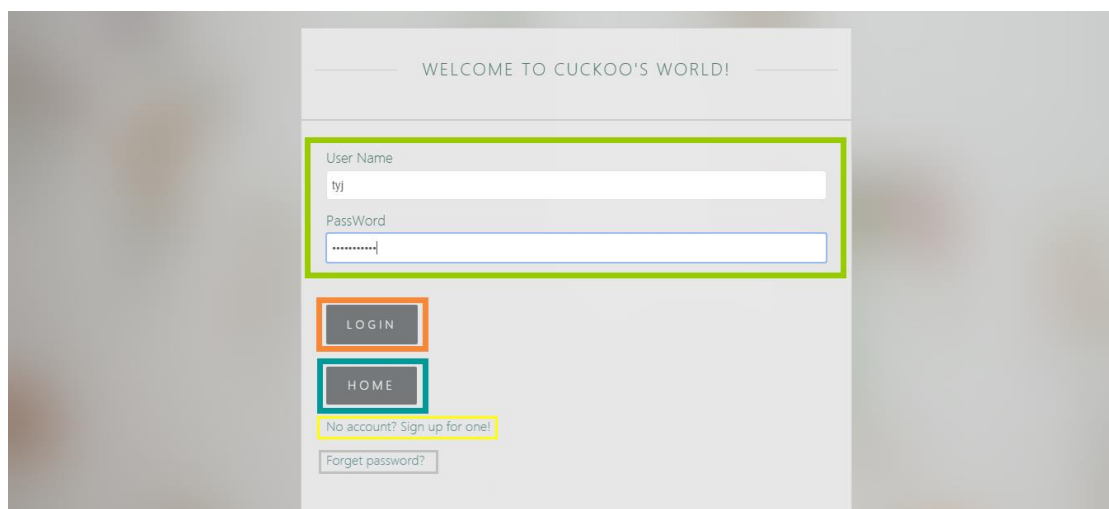 WELCOME TO CUCKOO'S WORLD!
User Name
tyj
PassWord
•••••••••••
LOGIN
HOME
No account? Sign up for one!
Forget password?